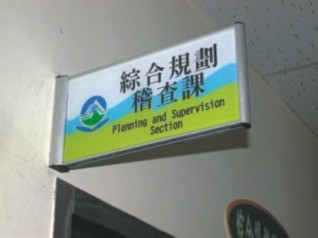 綜合規劃
稽查課
Planning and Supervision
Section